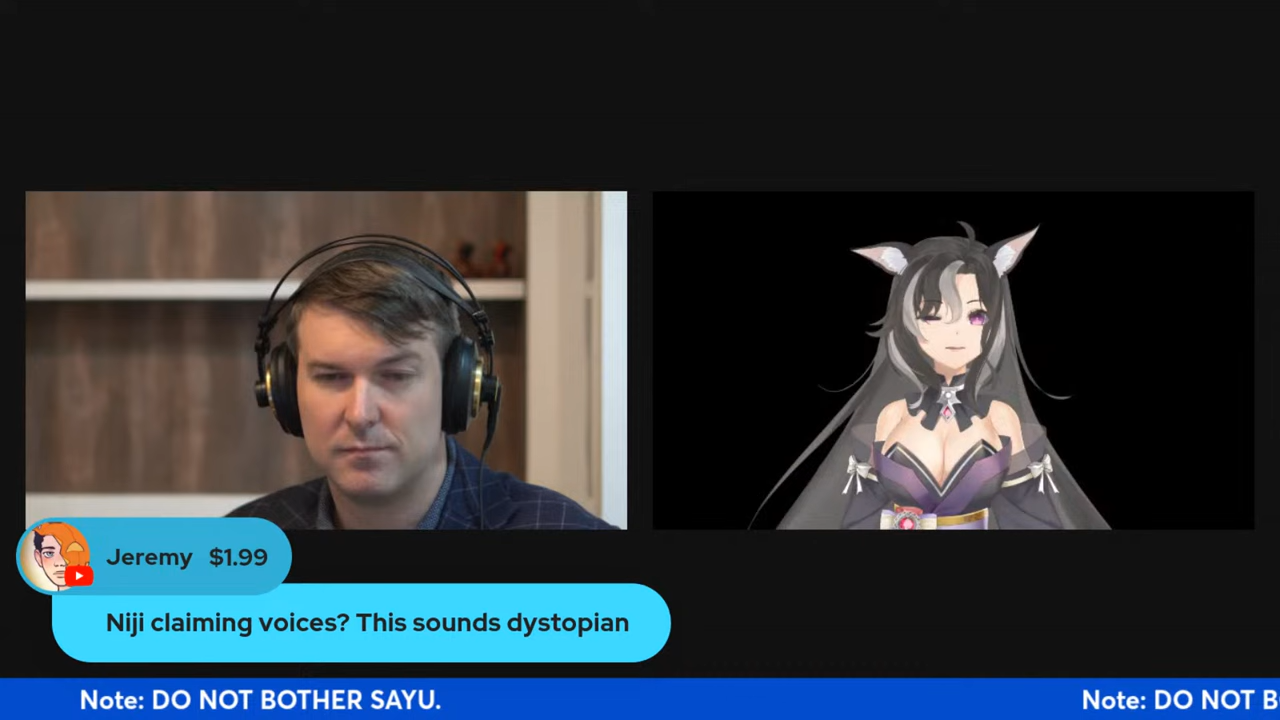 Jeremy $1.99
Niji claiming voices? This sounds dystopian
Note: DO NOT BOTHER SAYU. Note: DO NOT B